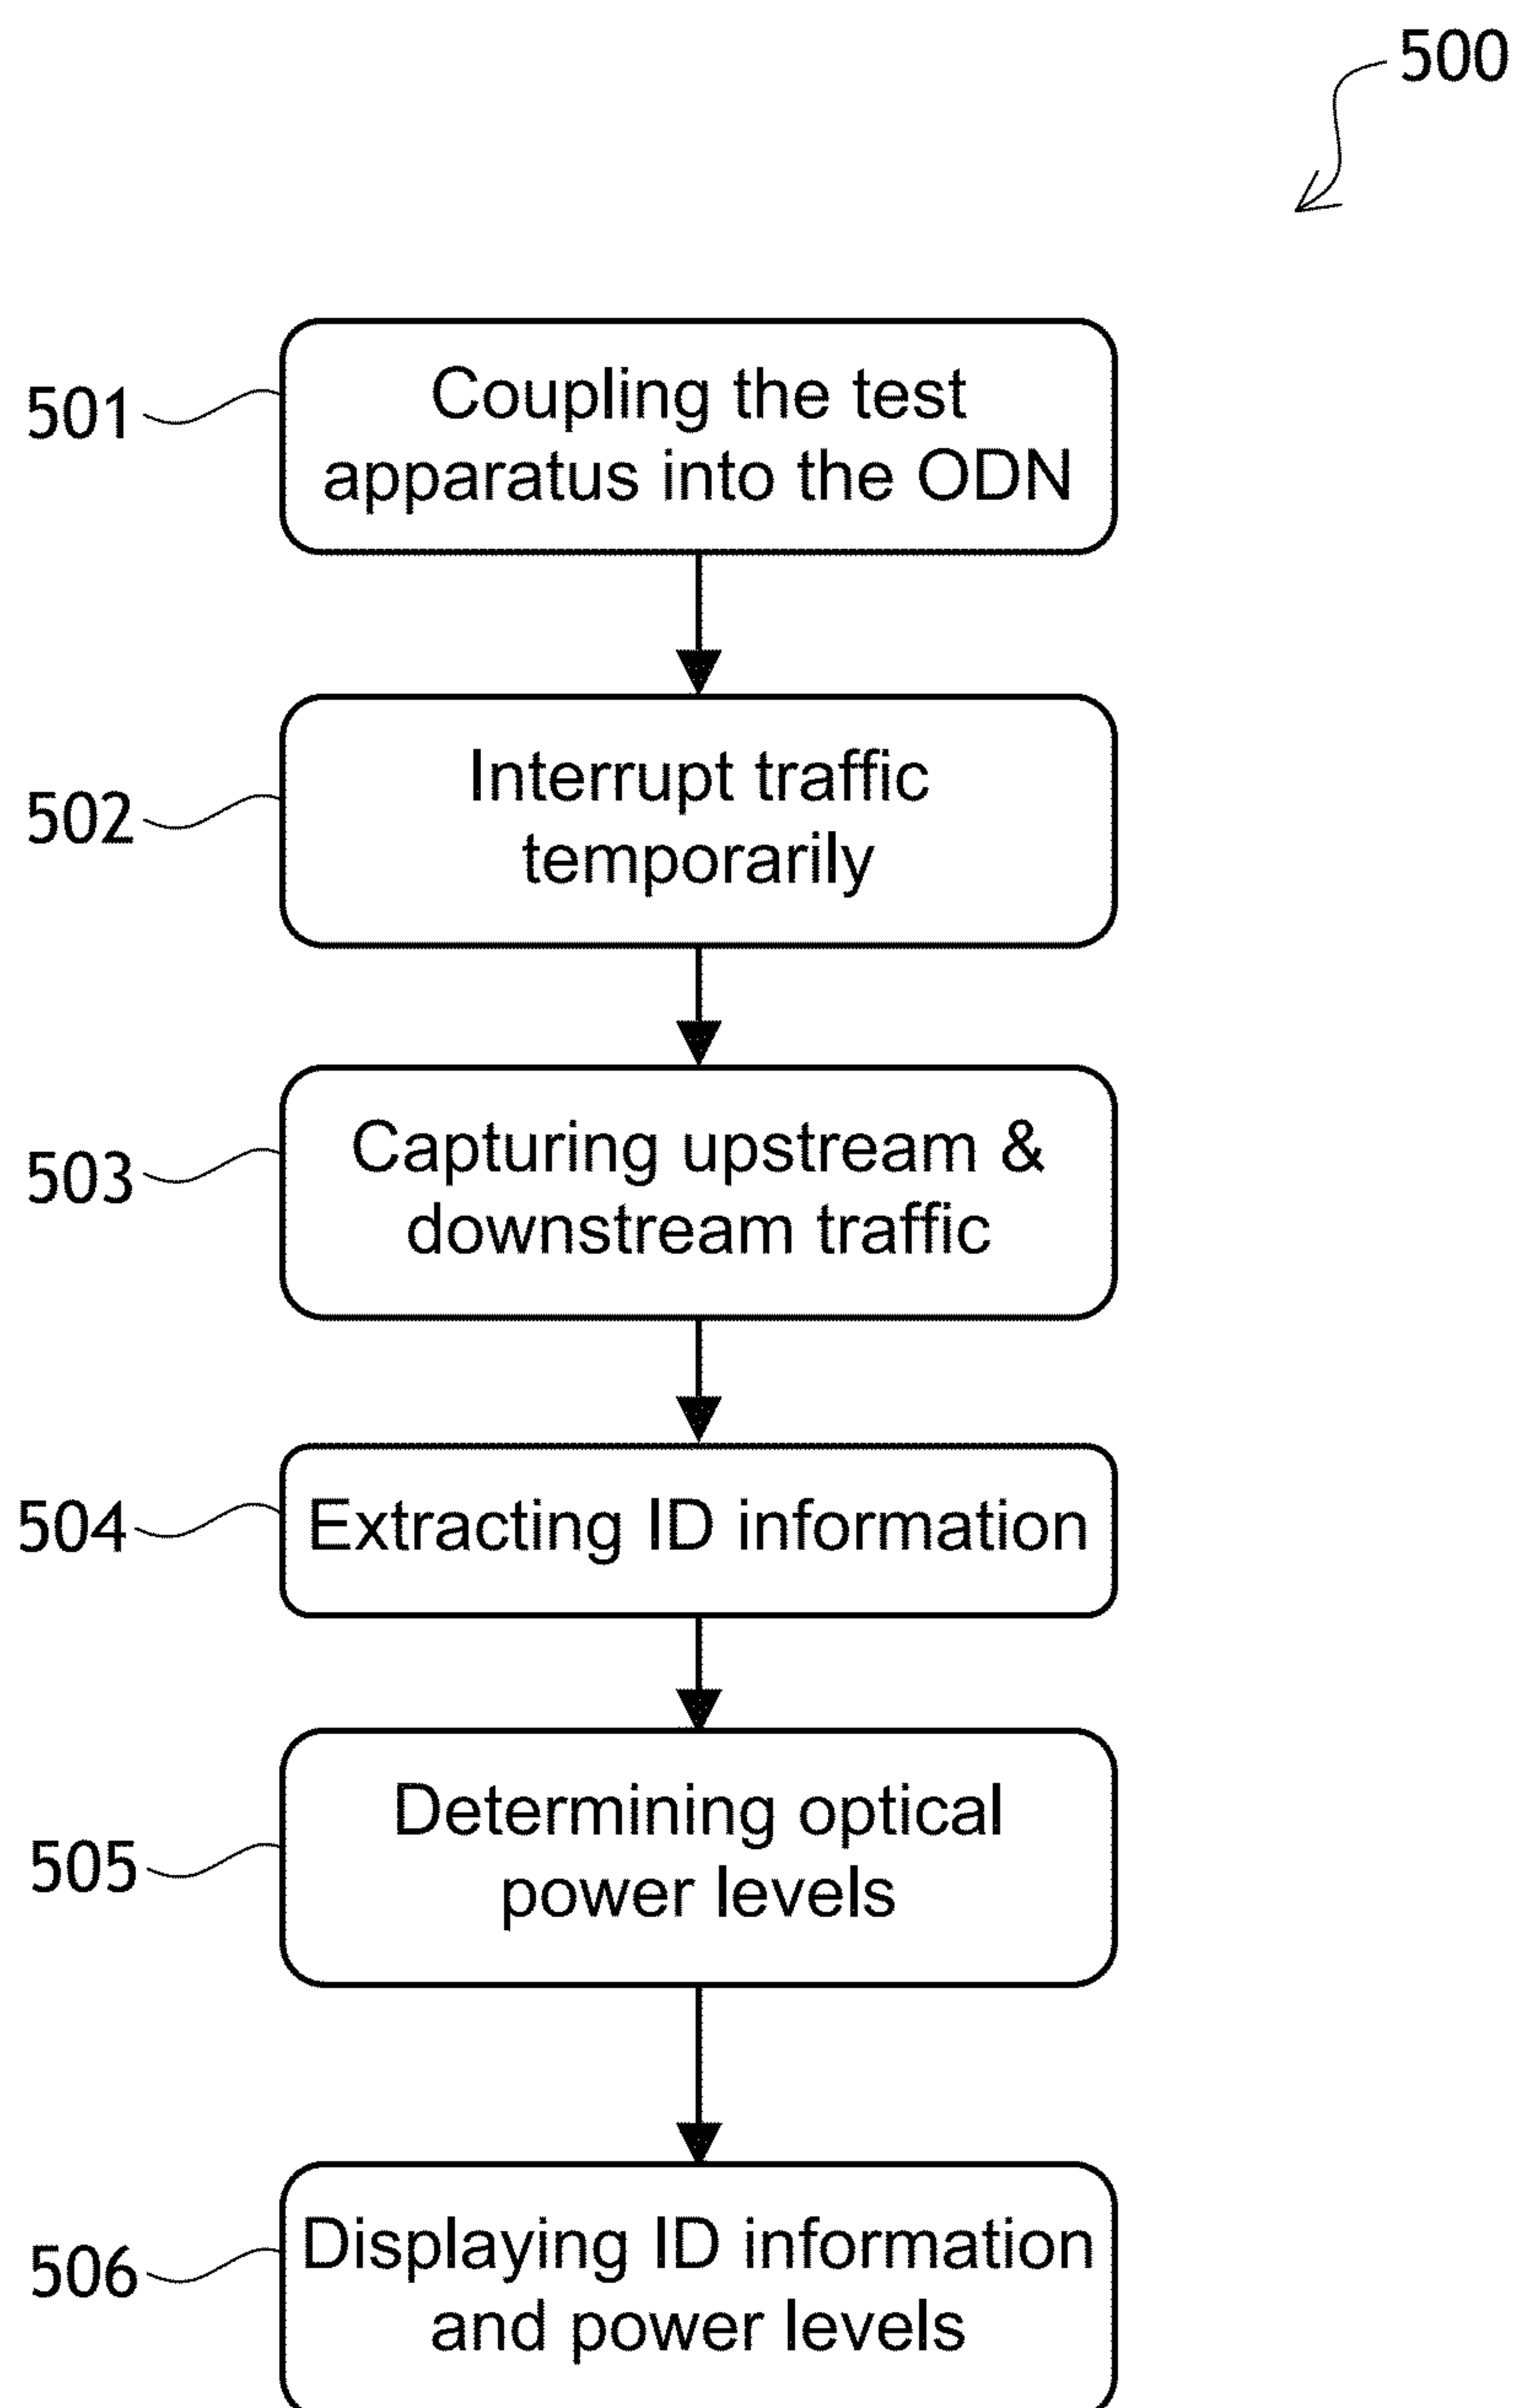 500
501
Coupling the test
apparatus into the ODN
502
Interrupt traffic
temporarily
503
Capturing upstream &
downstream traffic
504
Extracting ID information
505
Determining optical
power levels
506
Displaying ID information
and power levels